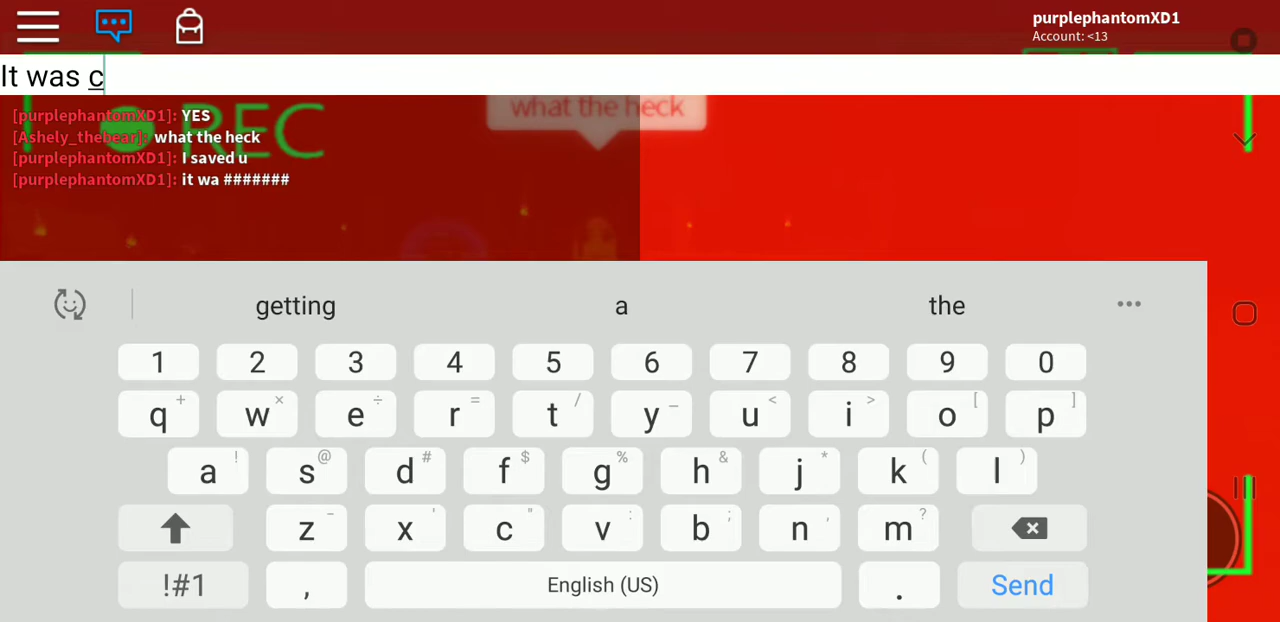 purplephantomXD1
Account: <13
It was c
REC
what the heck
[purplephantomXD1]: YES
[Ashely_thebear]: what the heck
[purplephantomXD1]: I saved u
[purplephantomXD1]: it wa #######
getting a the
1 2 3 4 5 6 7 8 9 0
q + w × e ÷ r = t / y _ u < i > o [ p ]
a ! s @ d # f $ g % h & j * k ( l )
z - x ' c " v : b ; n , m ?
!#1 , English (US) . Send